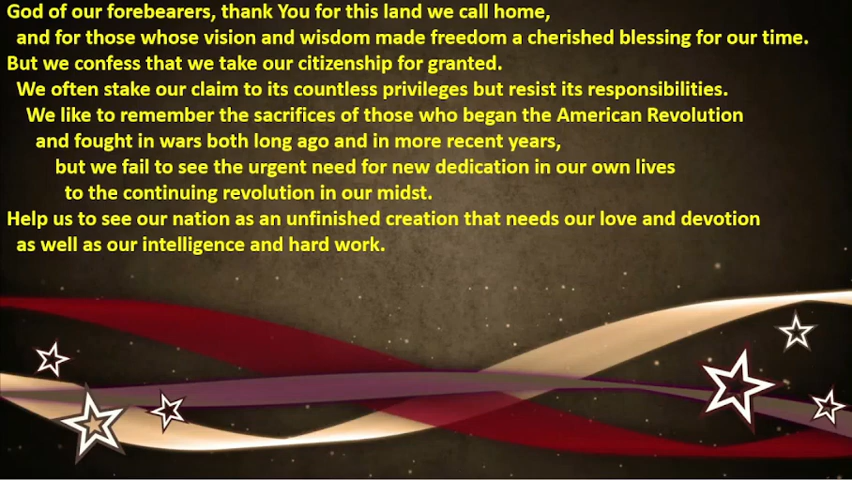 God of our forebearers, thank You for this land we call home,
and for those whose vision and wisdom made freedom a cherished blessing for our time.
But we confess that we take our citizenship for granted.
We often stake our claim to its countless privileges but resist its responsibilities.
We like to remember the sacrifices of those who began the American Revolution
and fought in wars both long ago and in more recent years,
but we fail to see the urgent need for new dedication in our own lives
to the continuing revolution in our midst.
Help us to see our nation as an unfinished creation that needs our love and devotion
as well as our intelligence and hard work.